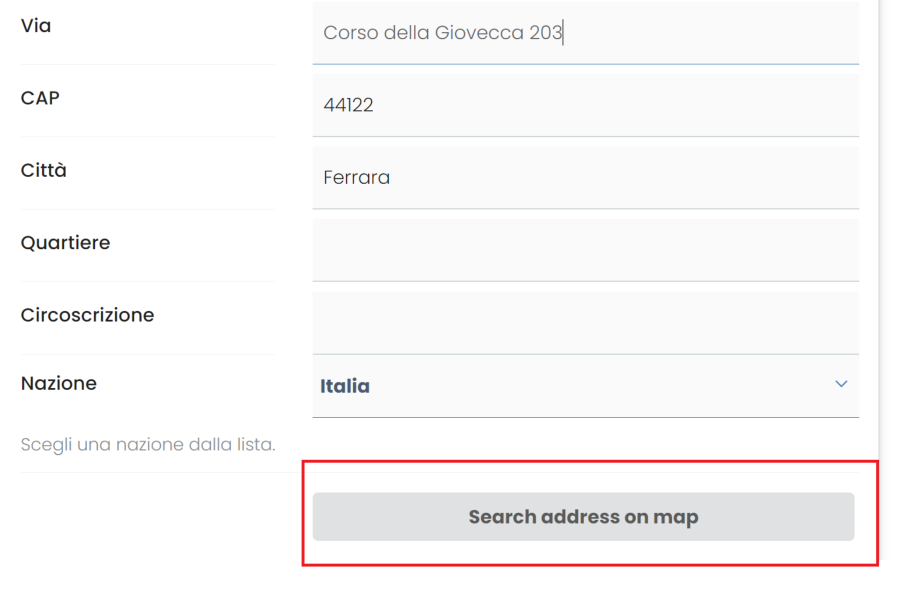 Via
Corso della Giovecca 203
CAP
44122
Città
Ferrara
Quartiere
Circoscrizione
Nazione
Italia
Scegli una nazione dalla lista.
Search address on map